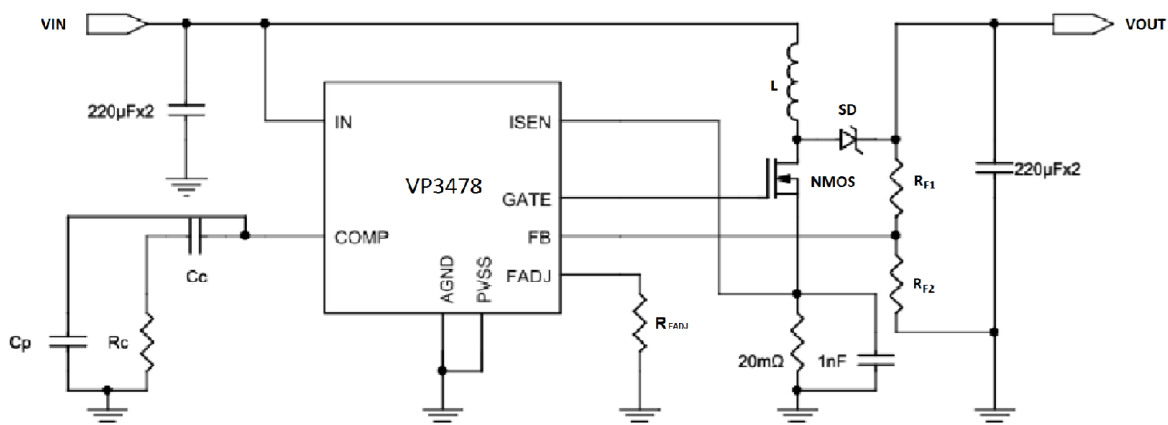 VIN
VOUT
L
SD
220µFx2
IN
ISEN
VP3478
NMOS
RF1
220µFx2
GATE
COMP
FB
Cc
AGND
PWSS
FADJ
RF2
RFADJ
Cp
Rc
20mΩ
1nF